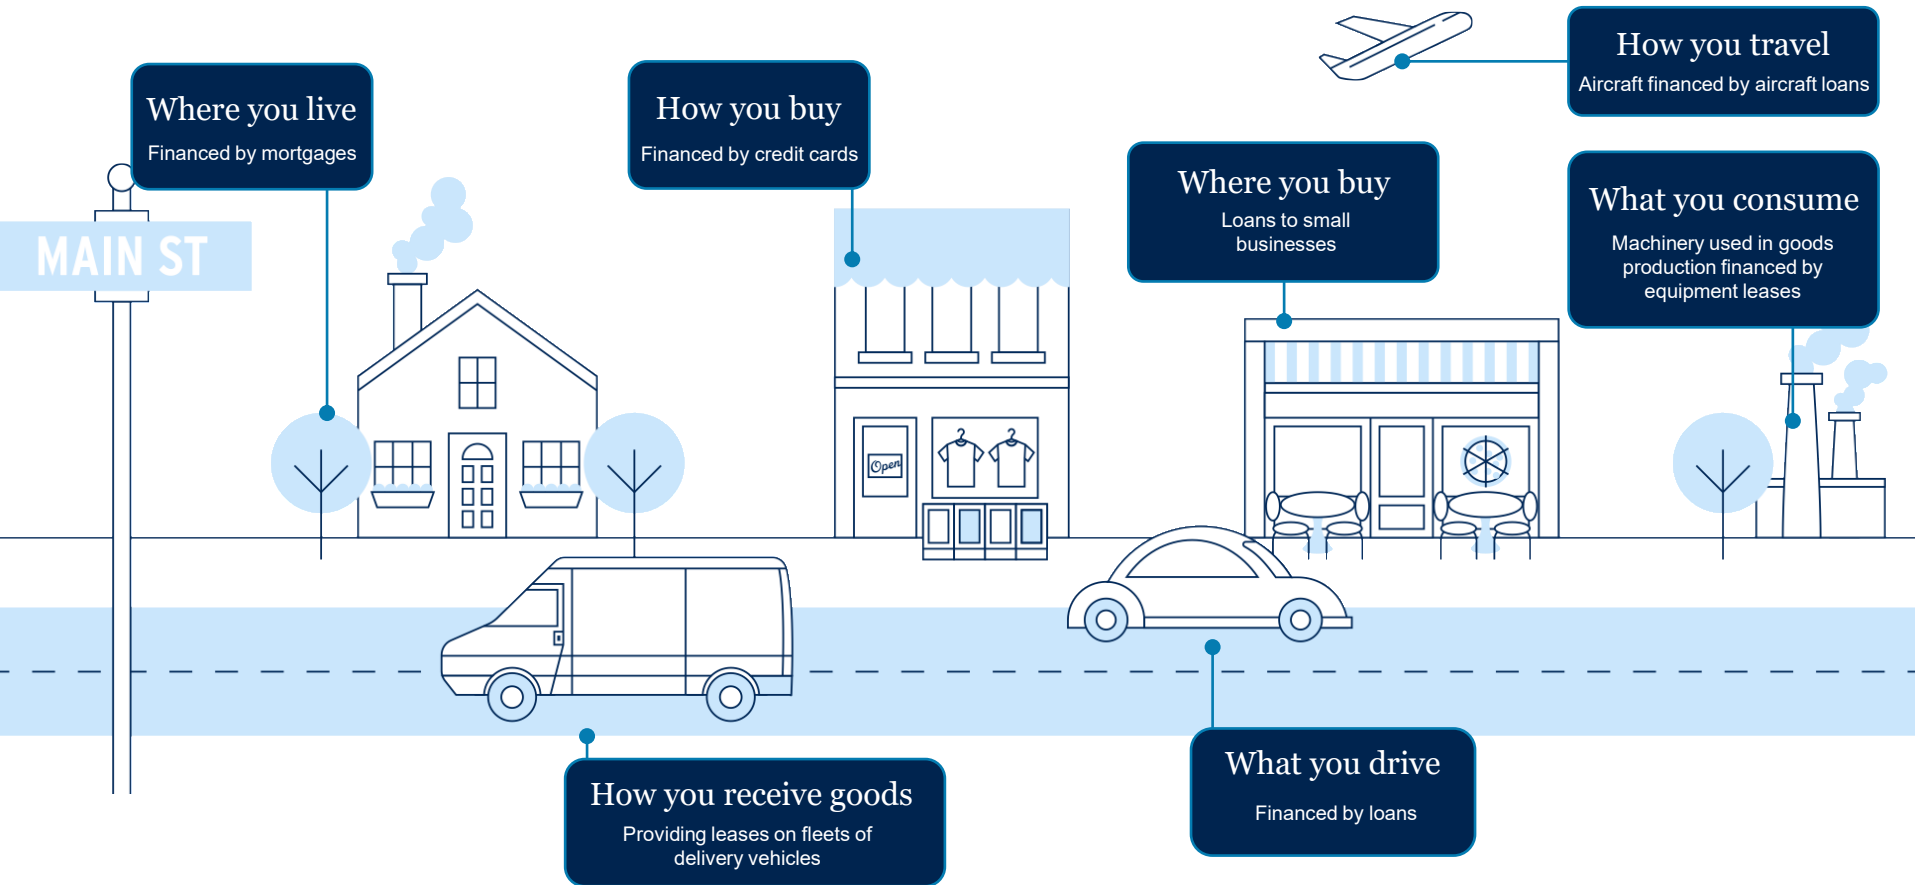 How you travel
Aircraft financed by aircraft loans
Where you live
Financed by mortgages
How you buy
Financed by credit cards
Where you buy
Loans to small
businesses
What you consume
Machinery used in goods
production financed by
equipment leases
MAIN ST
Open
What you drive
Financed by loans
How you receive goods
Providing leases on fleets of
delivery vehicles